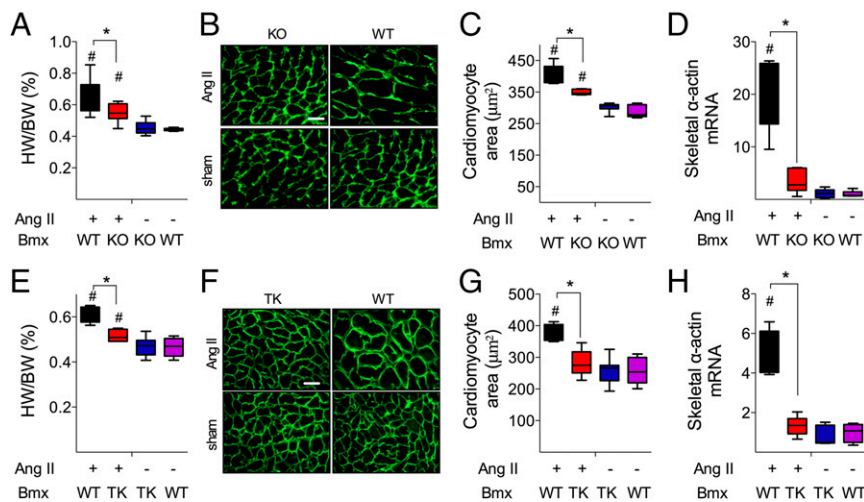 A
HW/BW (%)
1.0
0.8
0.6
0.4
0.2
*
# #
Ang II + + - -
Bmx WT KO KO WT
B
KO WT
Ang II
sham
C
Cardiomyocyte
area (μm²)
450
350
250
150
50
*
# #
Ang II + + - -
Bmx WT KO KO WT
D
Skeletal α-actin
mRNA
30
20
10
*
#
Ang II + + - -
Bmx WT KO KO WT
E
HW/BW (%)
0.6
0.4
0.2
*
# #
Ang II + + - -
Bmx WT TK TK WT
F
TK WT
Ang II
sham
G
Cardiomyocyte
area (μm²)
400
300
200
100
*
#
Ang II + + - -
Bmx WT TK TK WT
H
Skeletal α-actin
mRNA
8
6
4
2
*
#
Ang II + + - -
Bmx WT TK TK WT